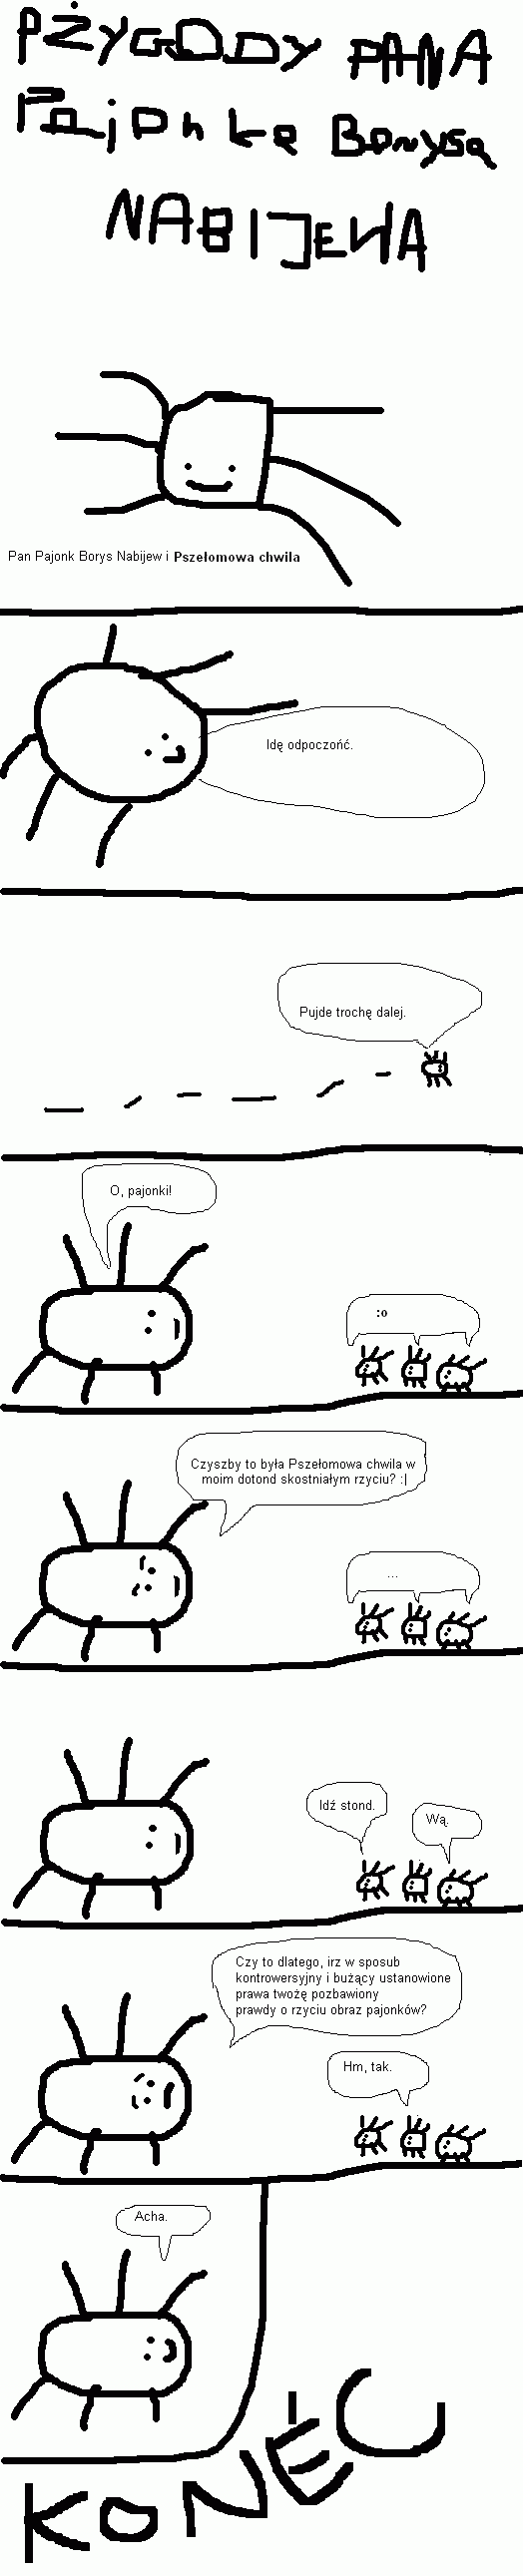 PŻYGODY PANA
Pajonka Borysa
NABIJEWA
Pan Pajonk Borys Nabijew i Pszełomowa chwila
Idę odpoczońć.
Pujde trochę dalej.
O, pajonki!
:o
Czyszby to była Pszełomowa chwila w
moim dotond skostniałym rzyciu? :|
...
Idź stond.
Wą.
Czy to dlatego, irz w sposub
kontrowersyjny i bużący ustanowione
prawa twożę pozbawiony
prawdy o rzyciu obraz pajonków?
Hm, tak.
Acha.
KONĖC